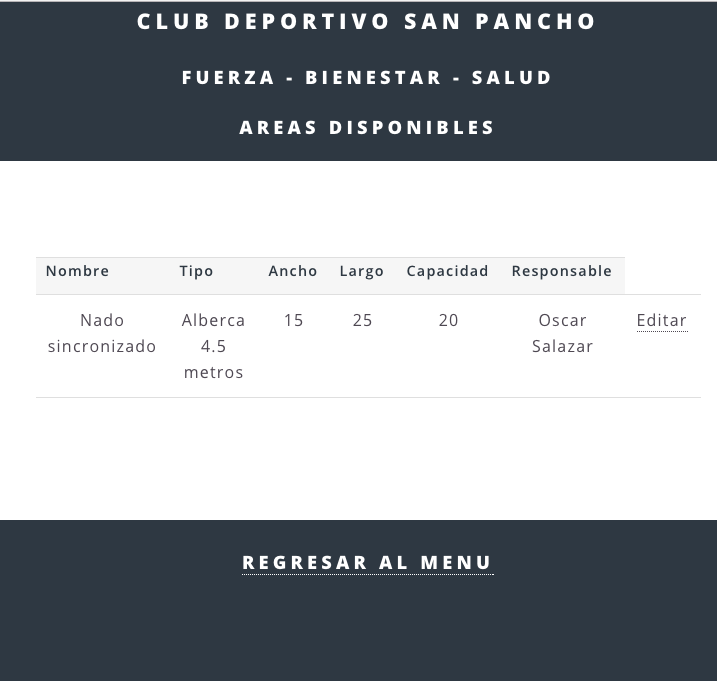 CLUB DEPORTIVO SAN PANCHO
FUERZA - BIENESTAR - SALUD
AREAS DISPONIBLES
Nombre Tipo Ancho Largo Capacidad Responsable
Nado Alberca 15 25 20 Oscar Editar
sincronizado 4.5 Salazar
metros
REGRESAR AL MENU